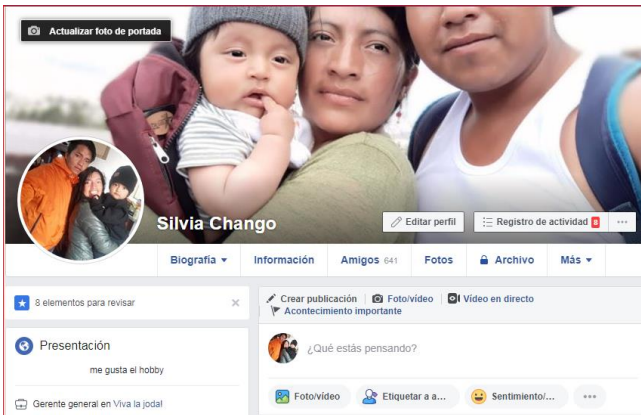 Actualizar foto de portada
Silvia Chango
Editar perfil
Registro de actividad 8
Biografía
Información
Amigos 641
Fotos
Archivo
Más
8 elementos para revisar
Crear publicación
Foto/vídeo
Vídeo en directo
Acontecimiento importante
Presentación
me gusta el hobby
Gerente general en Viva la joda!
¿Qué estás pensando?
Foto/vídeo
Etiquetar a a...
Sentimiento/...